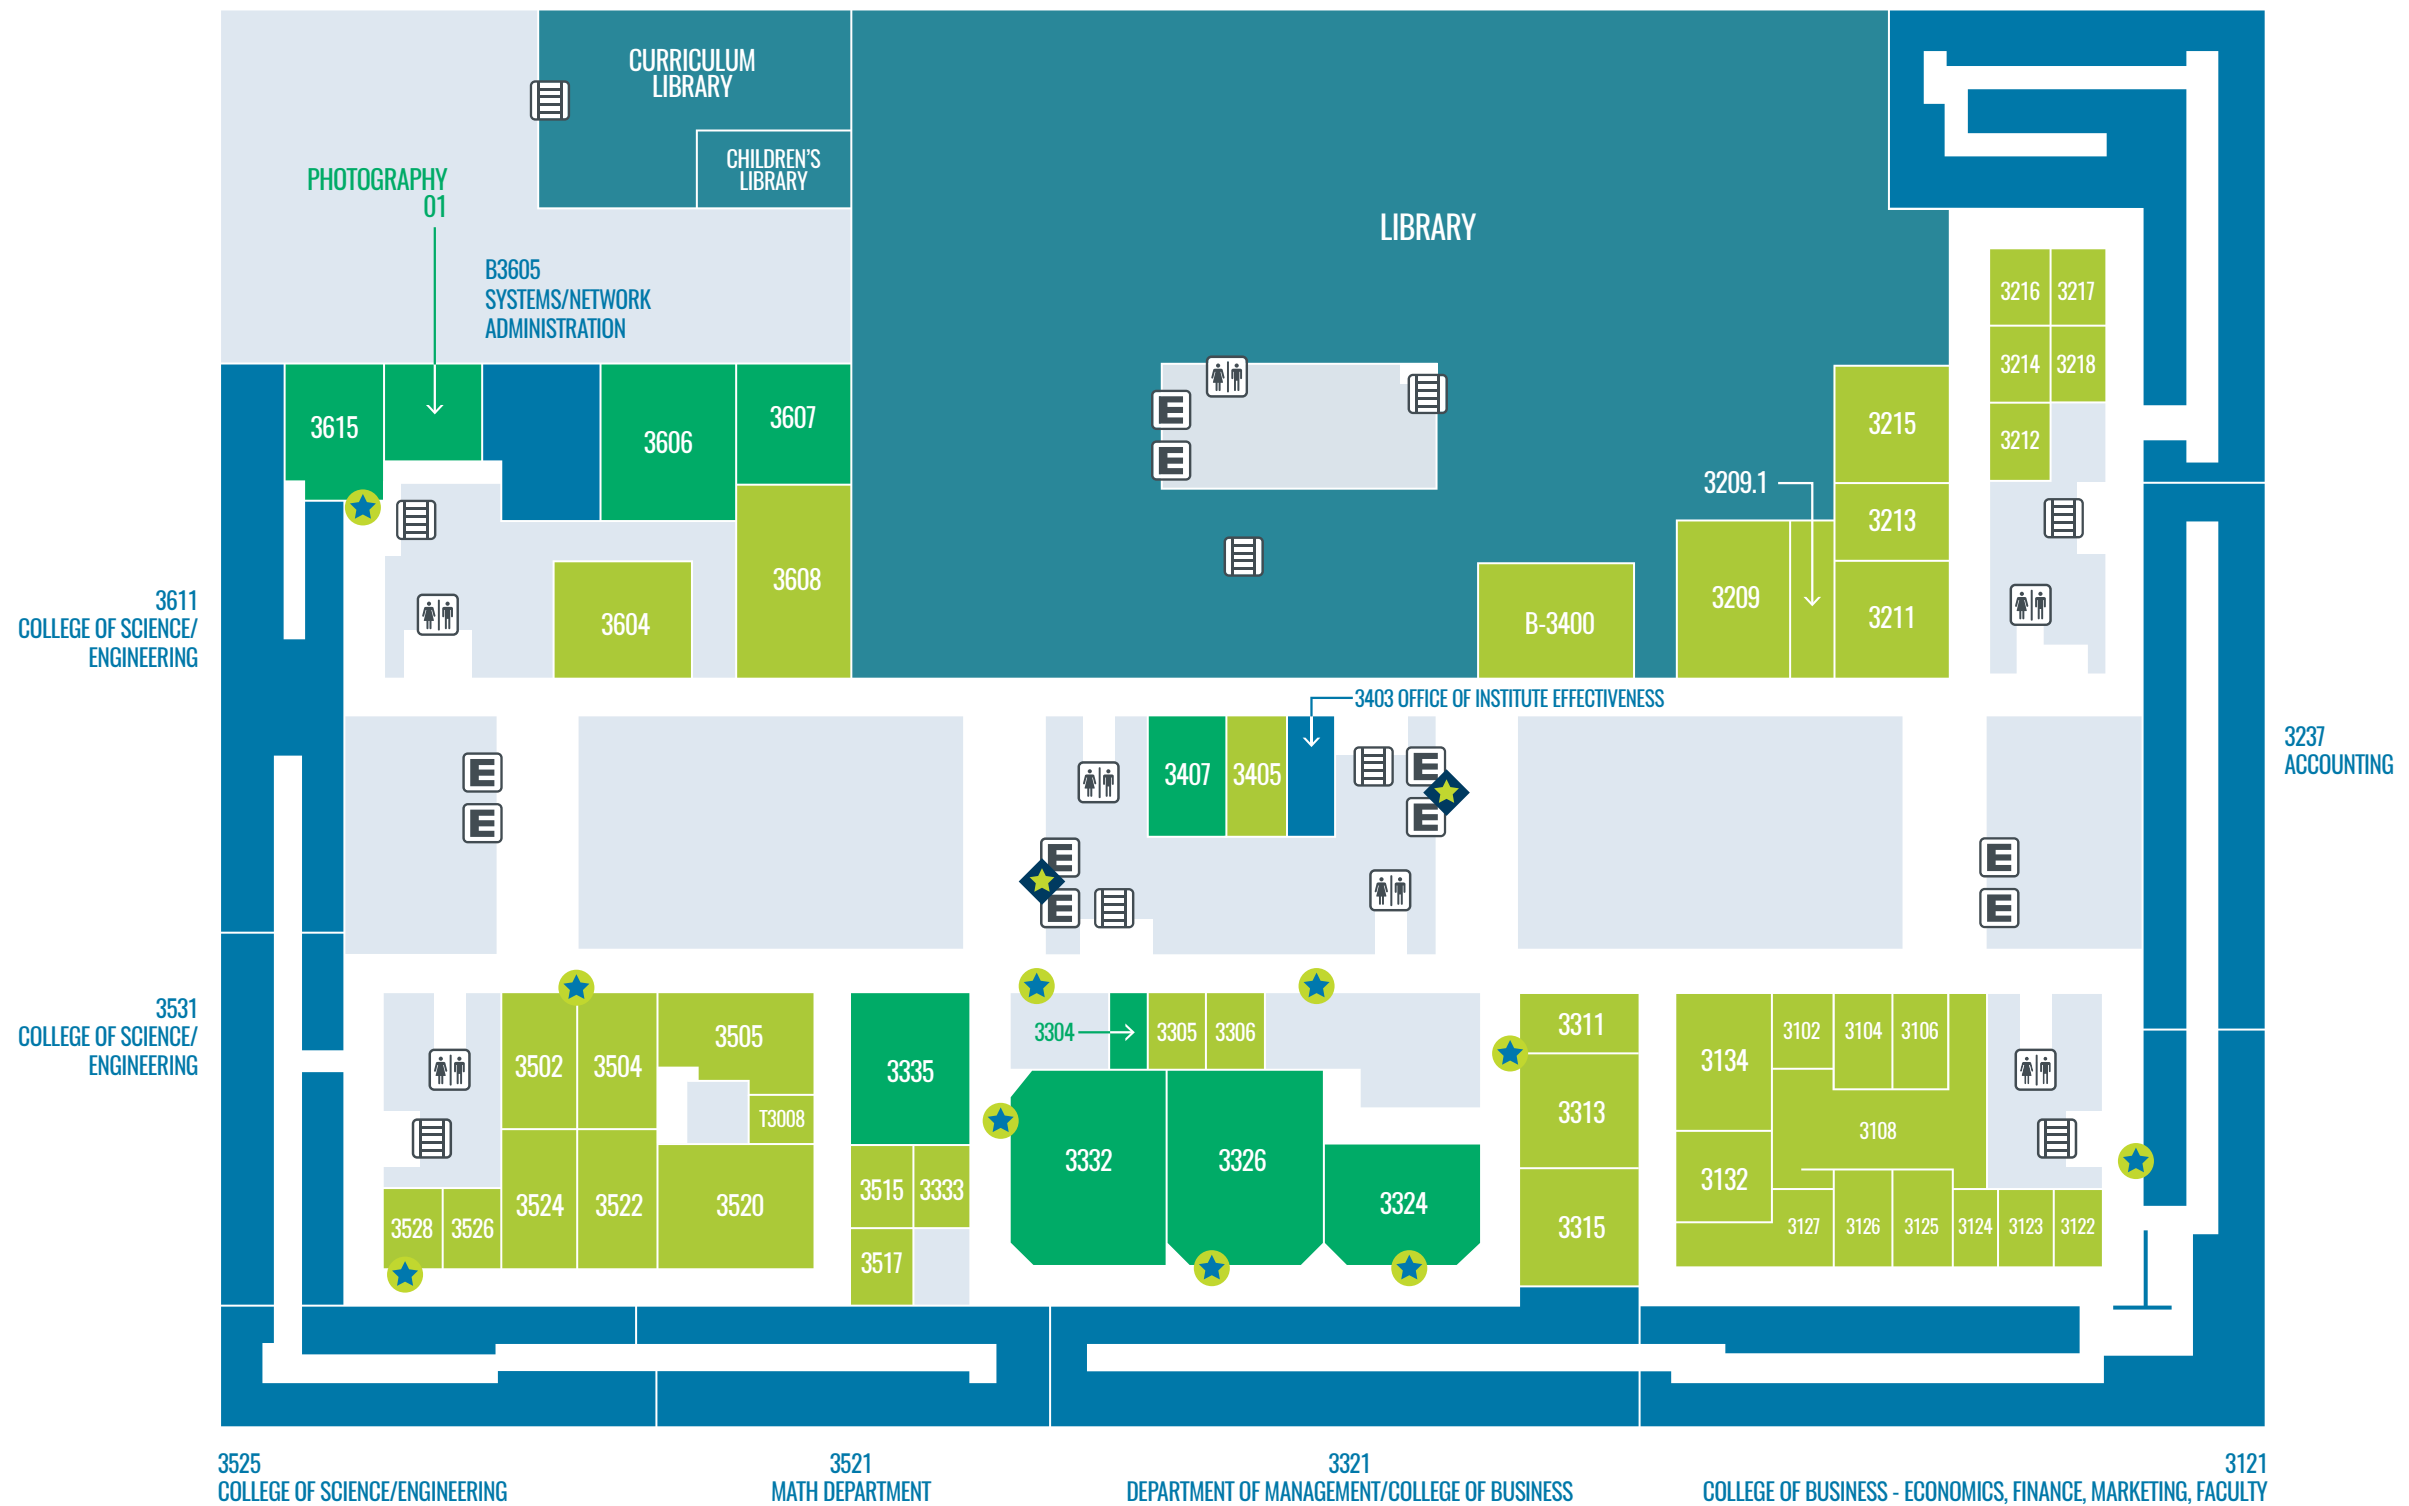 CURRICULUM
LIBRARY
CHILDREN'S
LIBRARY
PHOTOGRAPHY
01
LIBRARY
B3605
SYSTEMS/NETWORK
ADMINISTRATION
3216
3217
3214
3218
3212
3615
3606
3607
3608
3604
E
E
3215
3209.1
3213
3209
3211
B-3400
3611
COLLEGE OF SCIENCE/
ENGINEERING
3403 OFFICE OF INSTITUTE EFFECTIVENESS
3237
ACCOUNTING
E
E
3407
3405
E
E
E
E
E
E
3531
COLLEGE OF SCIENCE/
ENGINEERING
3502
3504
3505
T3008
3524
3522
3520
3528
3526
3335
3515
3333
3517
3304
3305
3306
3332
3326
3324
3311
3313
3315
3134
3102
3104
3106
3108
3132
3127
3126
3125
3124
3123
3122
3525
COLLEGE OF SCIENCE/ENGINEERING
3521
MATH DEPARTMENT
3321
DEPARTMENT OF MANAGEMENT/COLLEGE OF BUSINESS
3121
COLLEGE OF BUSINESS - ECONOMICS, FINANCE, MARKETING, FACULTY